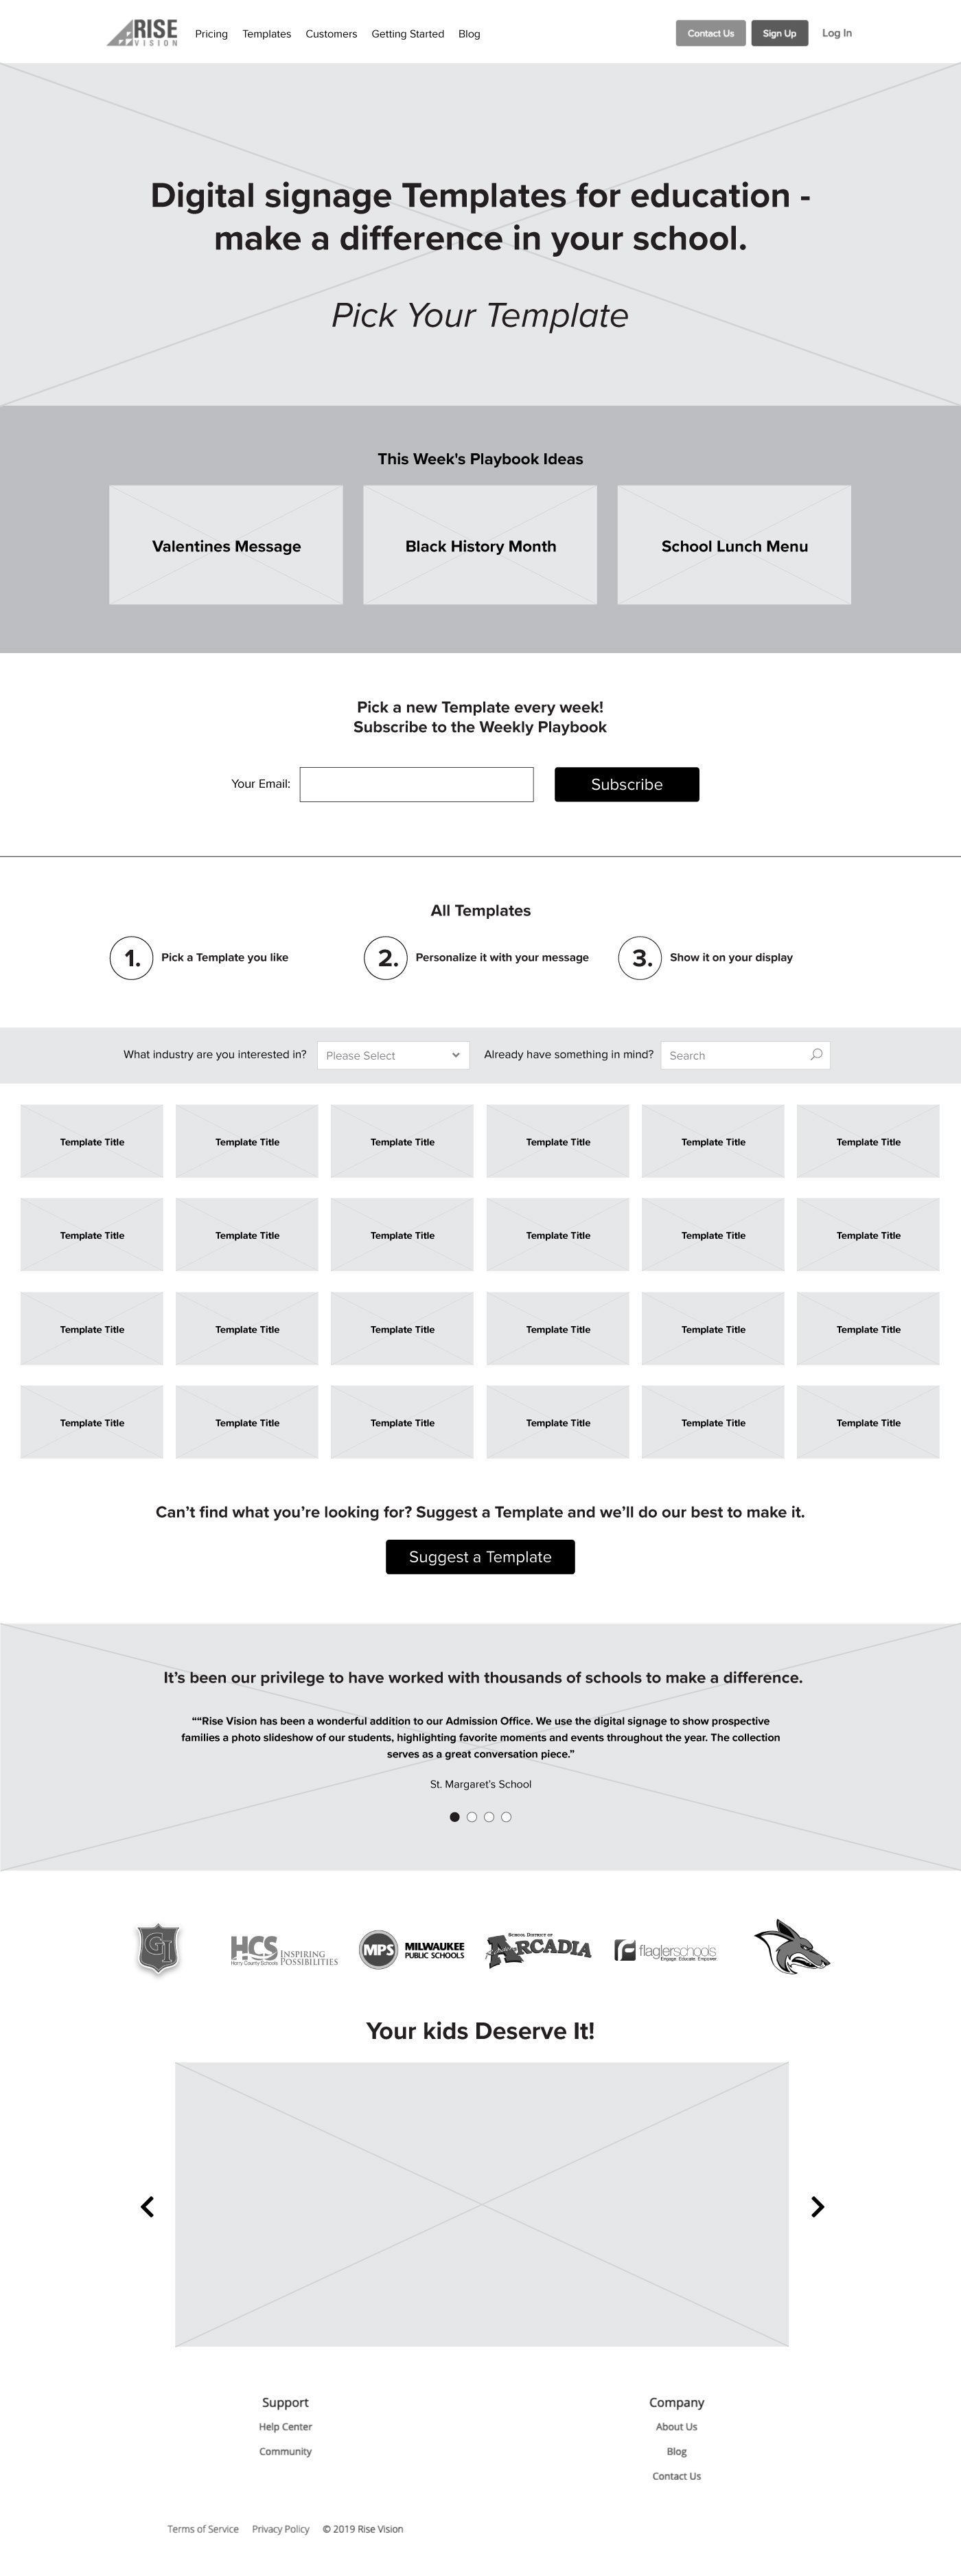 RISE
VISION
Pricing Templates Customers Getting Started Blog
Contact Us Sign Up Log In
Digital signage Templates for education -
make a difference in your school.
Pick Your Template
This Week's Playbook Ideas
Valentines Message
Black History Month
School Lunch Menu
Pick a new Template every week!
Subscribe to the Weekly Playbook
Your Email:
Subscribe
All Templates
1. Pick a Template you like
2. Personalize it with your message
3. Show it on your display
What industry are you interested in? Please Select Already have something in mind? Search
Template Title Template Title Template Title Template Title Template Title Template Title
Template Title Template Title Template Title Template Title Template Title Template Title
Template Title Template Title Template Title Template Title Template Title Template Title
Template Title Template Title Template Title Template Title Template Title Template Title
Can’t find what you’re looking for? Suggest a Template and we’ll do our best to make it.
Suggest a Template
It’s been our privilege to have worked with thousands of schools to make a difference.
““Rise Vision has been a wonderful addition to our Admission Office. We use the digital signage to show prospective
families a photo slideshow of our students, highlighting favorite moments and events throughout the year. The collection
serves as a great conversation piece.”
St. Margaret’s School
GI
HCS
Horry County Schools
INSPIRING
POSSIBILITIES
MPS
MILWAUKEE
PUBLIC SCHOOLS
SCHOOL DISTRICT OF
ARCADIA
flaglerschools
Engage Educate Empower
Your kids Deserve It!
Support
Help Center
Community
Company
About Us
Blog
Contact Us
Terms of Service Privacy Policy © 2019 Rise Vision